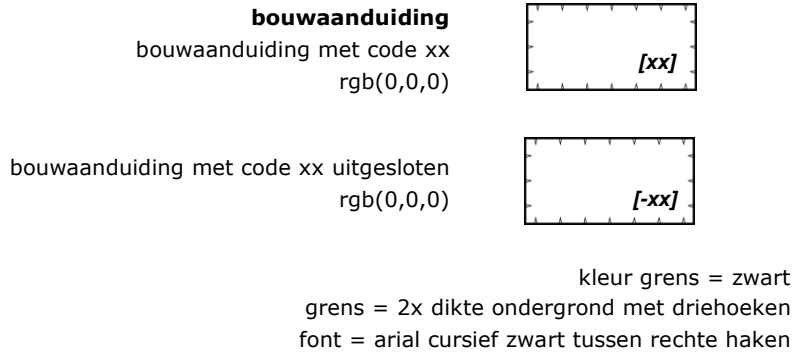 bouwaanduiding
bouwaanduiding met code xx
rgb(0,0,0)
[xx]
bouwaanduiding met code xx uitgesloten
rgb(0,0,0)
[-xx]
kleur grens = zwart
grens = 2x dikte ondergrond met driehoeken
font = arial cursief zwart tussen rechte haken